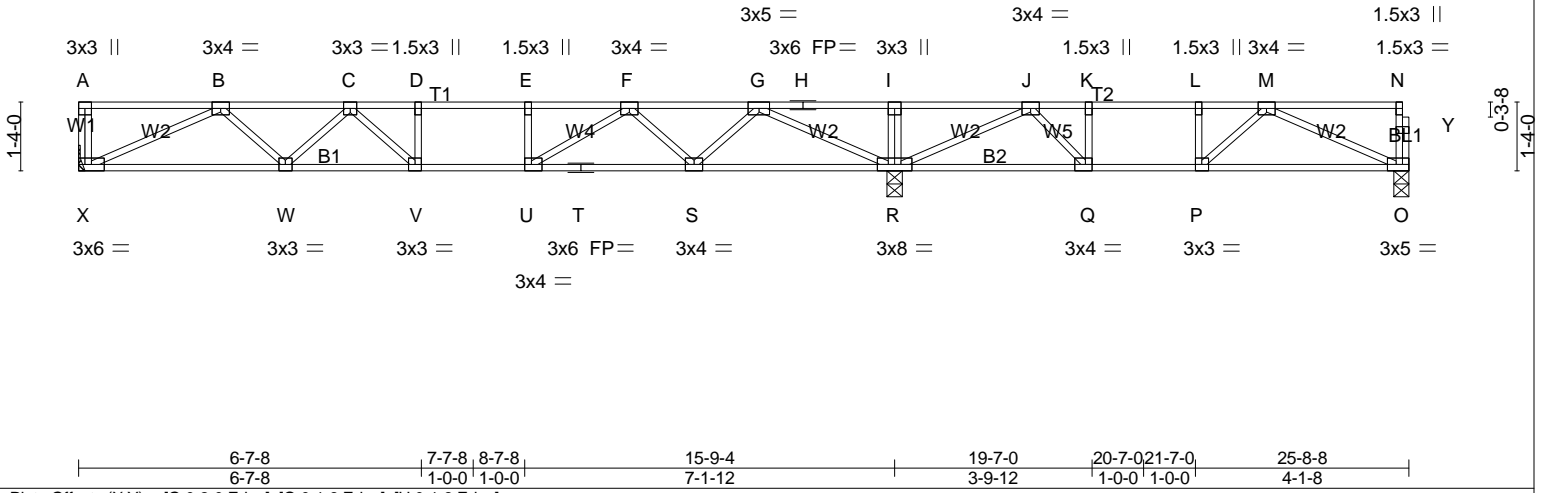 3x5 = 3x4 = 1.5x3 ||
3x3 || 3x4 = 3x3 = 1.5x3 || 1.5x3 || 3x4 = 3x6 FP= 3x3 || 1.5x3 || 1.5x3 || 3x4 = 1.5x3 =
A B C D E F G H I J K L M N
T1 T2
W1 W2 W4 W2 W2 W5 W2 BL1 Y
B1 B2
1-4-0
0-3-8
1-4-0
X W V U T S R Q P O
3x6 = 3x3 = 3x3 = 3x6 FP= 3x4 = 3x8 = 3x4 = 3x3 = 3x5 =
3x4 =
6-7-8 7-7-8 8-7-8 15-9-4 19-7-0 20-7-0 21-7-0 25-8-8
6-7-8 1-0-0 1-0-0 7-1-12 3-9-12 1-0-0 1-0-0 4-1-8